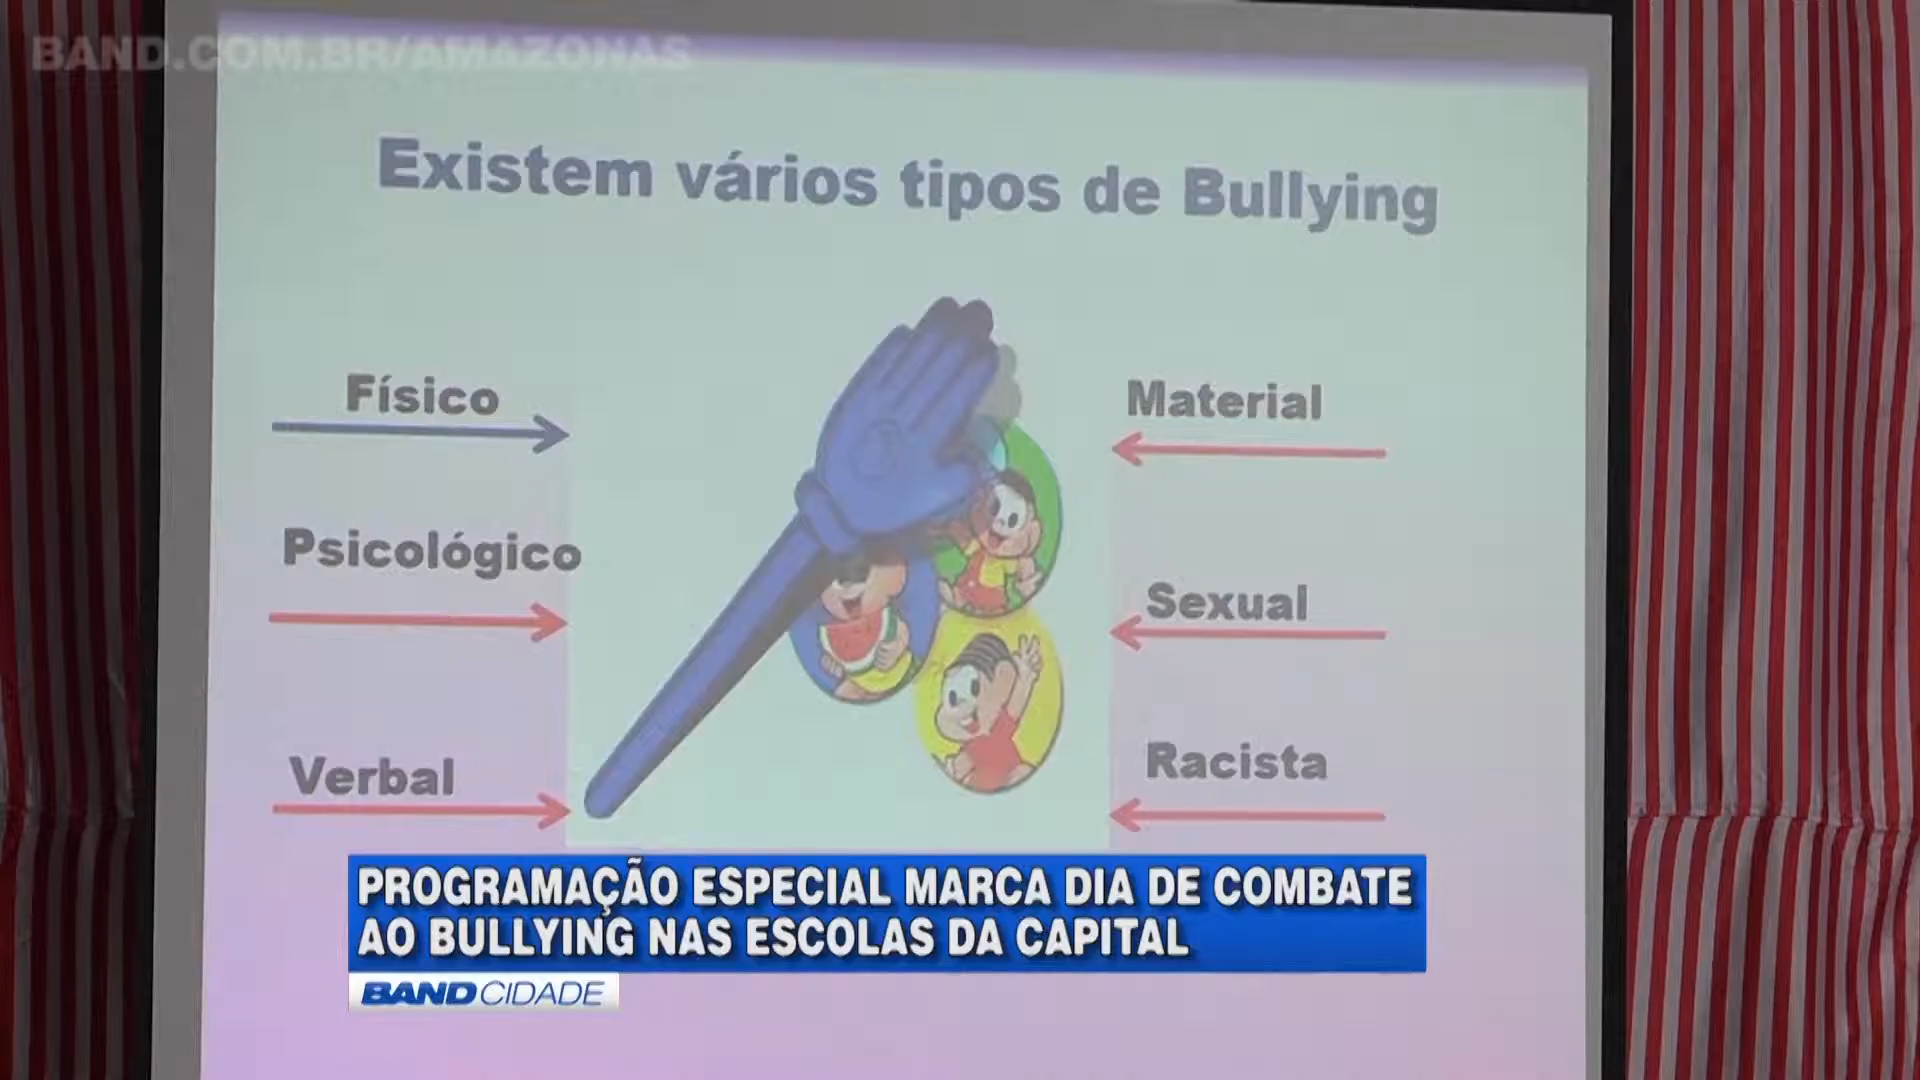 BAND.COM.BR/AMAZONAS
Existem vários tipos de Bullying
Físico
Material
Psicológico
Sexual
Verbal
Racista
PROGRAMAÇÃO ESPECIAL MARCA DIA DE COMBATE
AO BULLYING NAS ESCOLAS DA CAPITAL
BAND CIDADE